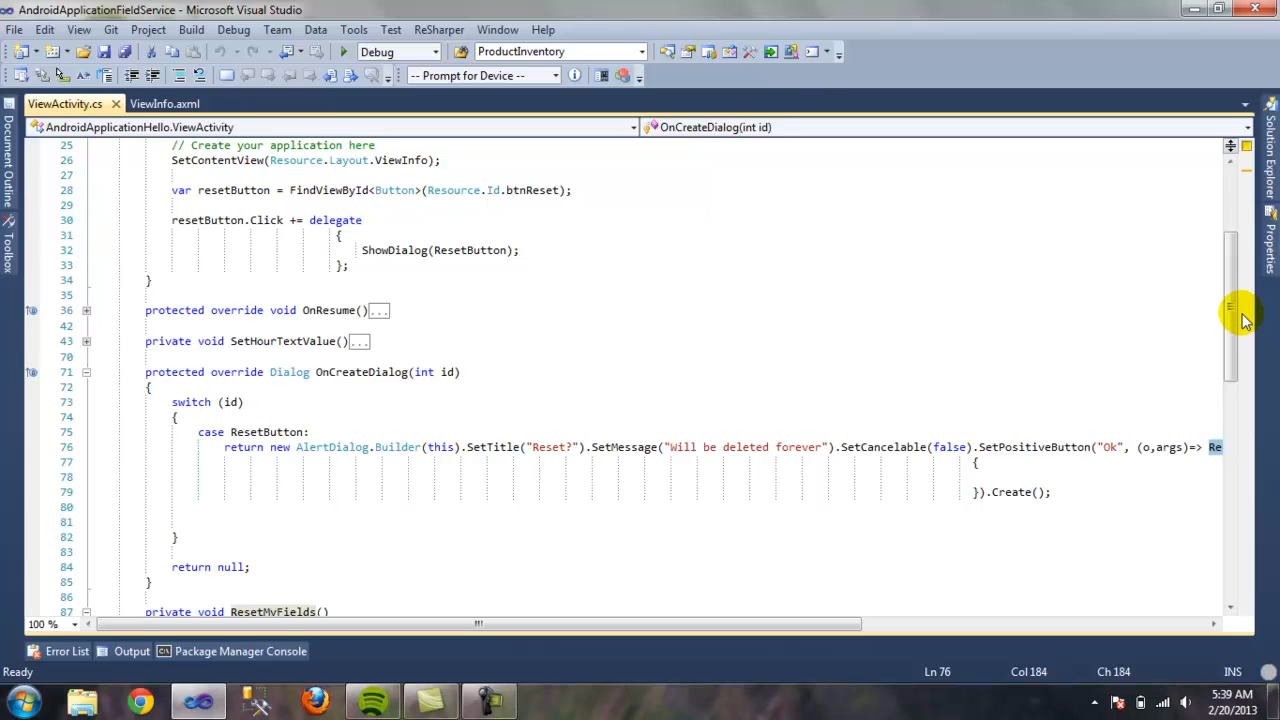 AndroidApplicationFieldService - Microsoft Visual Studio
File Edit View Git Project Build Debug Team Data Tools Test ReSharper Window Help
Debug ProductInventory
-- Prompt for Device --
ViewActivity.cs ViewInfo.axml
AndroidApplicationHello.ViewActivity OnCreateDialog(int id)
25 // Create your application here
26 SetContentView(Resource.Layout.ViewInfo);
27
28 var resetButton = FindViewById<Button>(Resource.Id.btnReset);
29
30 resetButton.Click += delegate
31 {
32 ShowDialog(ResetButton);
33 };
34 }
35
36 protected override void OnResume()...
42
43 private void SetHourTextValue()...
70
71 protected override Dialog OnCreateDialog(int id)
72 {
73 switch (id)
74 {
75 case ResetButton:
76 return new AlertDialog.Builder(this).SetTitle("Reset?").SetMessage("Will be deleted forever").SetCancelable(false).SetPositiveButton("Ok", (o,args)=> Re
77 {
78
79 }).Create();
80
81
82 }
83
84 return null;
85 }
86
87 private void ResetMyFields()
100 %
Error List Output Package Manager Console
Ready Ln 76 Col 184 Ch 184 INS
5:39 AM
2/20/2013
Document Outline
Toolbox
Solution Explorer
Properties